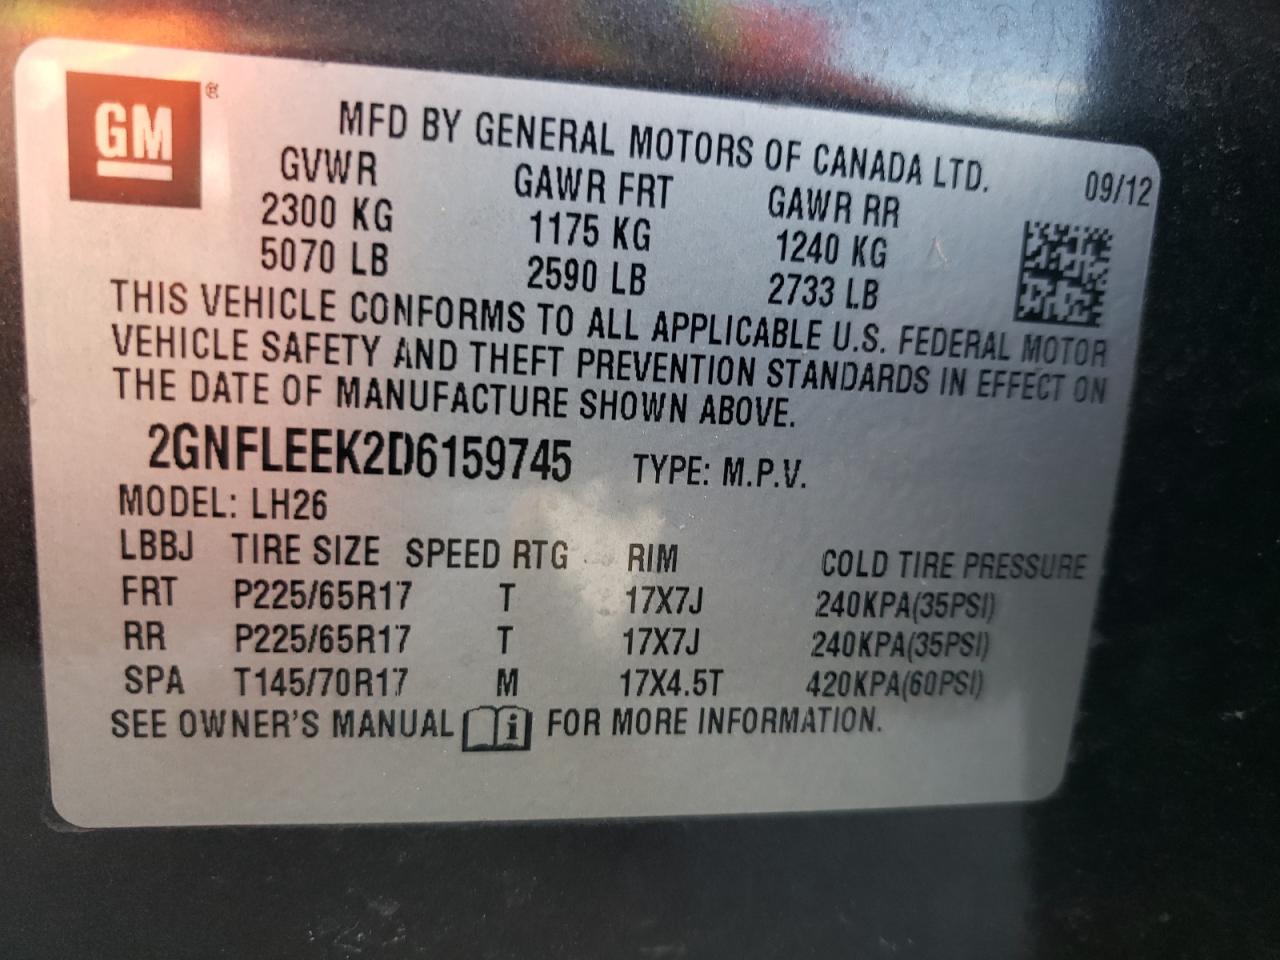 GM ®
MFD BY GENERAL MOTORS OF CANADA LTD.
09/12
GVWR GAWR FRT GAWR RR
2300 KG 1175 KG 1240 KG
5070 LB 2590 LB 2733 LB
THIS VEHICLE CONFORMS TO ALL APPLICABLE U.S. FEDERAL MOTOR
VEHICLE SAFETY AND THEFT PREVENTION STANDARDS IN EFFECT ON
THE DATE OF MANUFACTURE SHOWN ABOVE.
2GNFLEEK2D6159745 TYPE: M.P.V.
MODEL: LH26
LBBJ TIRE SIZE SPEED RTG RIM COLD TIRE PRESSURE
FRT P225/65R17 T 17X7J 240KPA(35PSI)
RR P225/65R17 T 17X7J 240KPA(35PSI)
SPA T145/70R17 M 17X4.5T 420KPA(60PSI)
SEE OWNER'S MANUAL i FOR MORE INFORMATION.